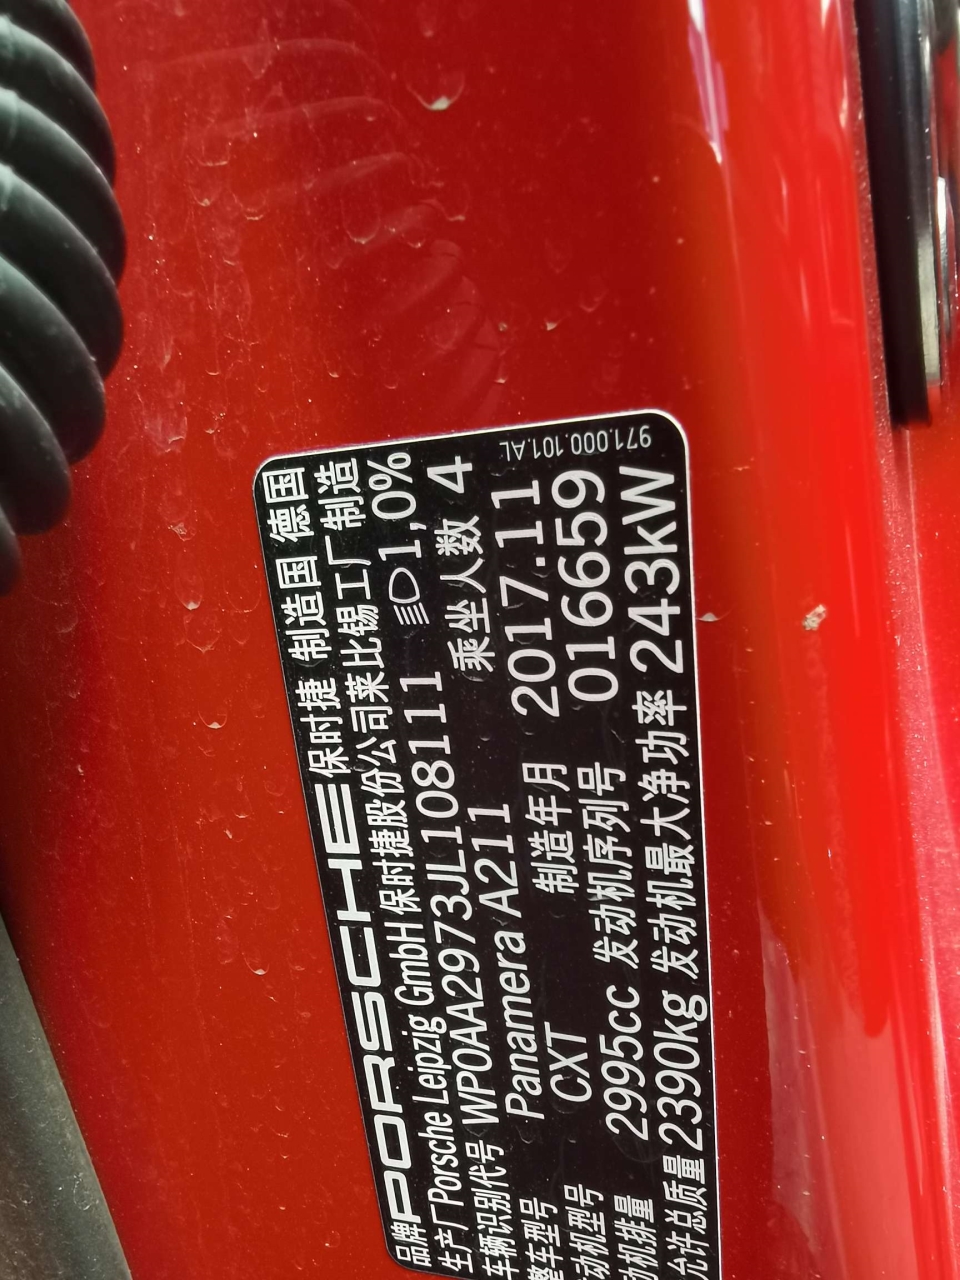 品牌 PORSCHE 保时捷 制造国 德国
生产厂 Porsche Leipzig GmbH 保时捷股份公司莱比锡工厂制造
车辆识别代号 WP0AA2973JL108111 1,0%
整车型号 Panamera A211 乘坐人数 4
动机型号 CXT 制造年月 2017.11
动机排量 2995cc 发动机序列号 016659
允许总质量 2390kg 发动机最大净功率 243kW
971.000.101.AL